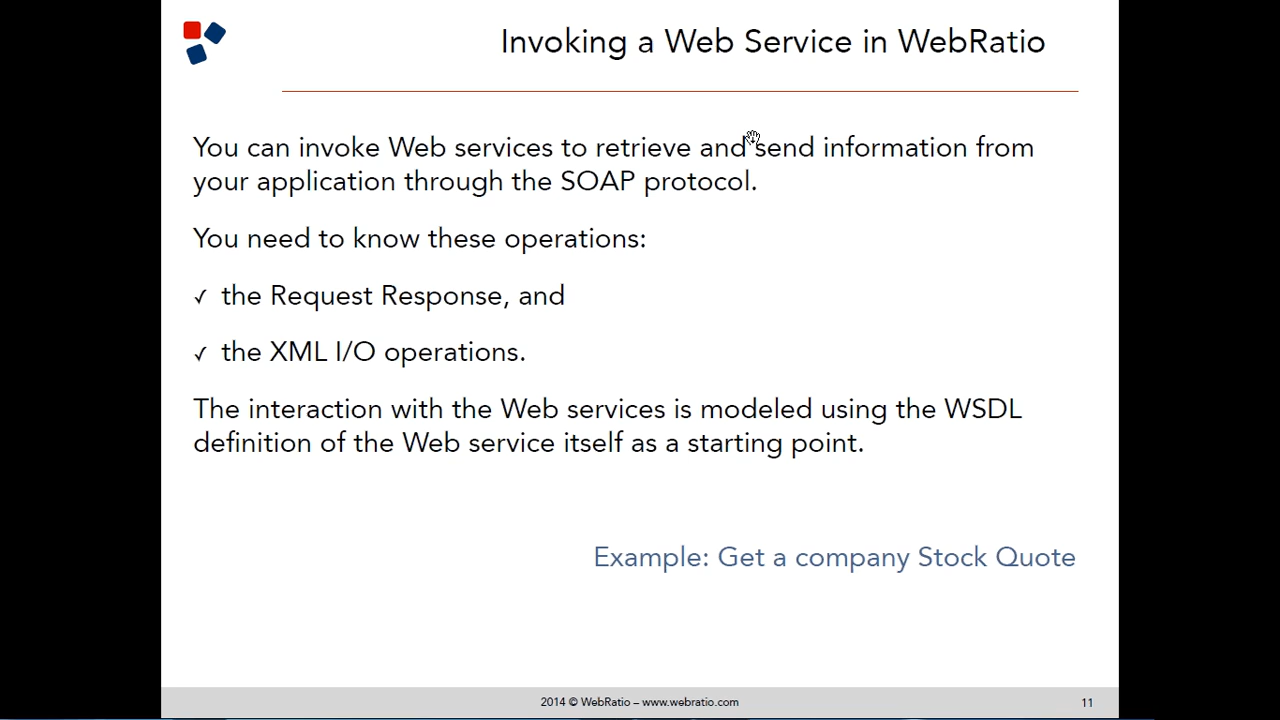 Invoking a Web Service in WebRatio
You can invoke Web services to retrieve and send information from
your application through the SOAP protocol.
You need to know these operations:
✓ the Request Response, and
✓ the XML I/O operations.
The interaction with the Web services is modeled using the WSDL
definition of the Web service itself as a starting point.
Example: Get a company Stock Quote
2014 © WebRatio – www.webratio.com
11